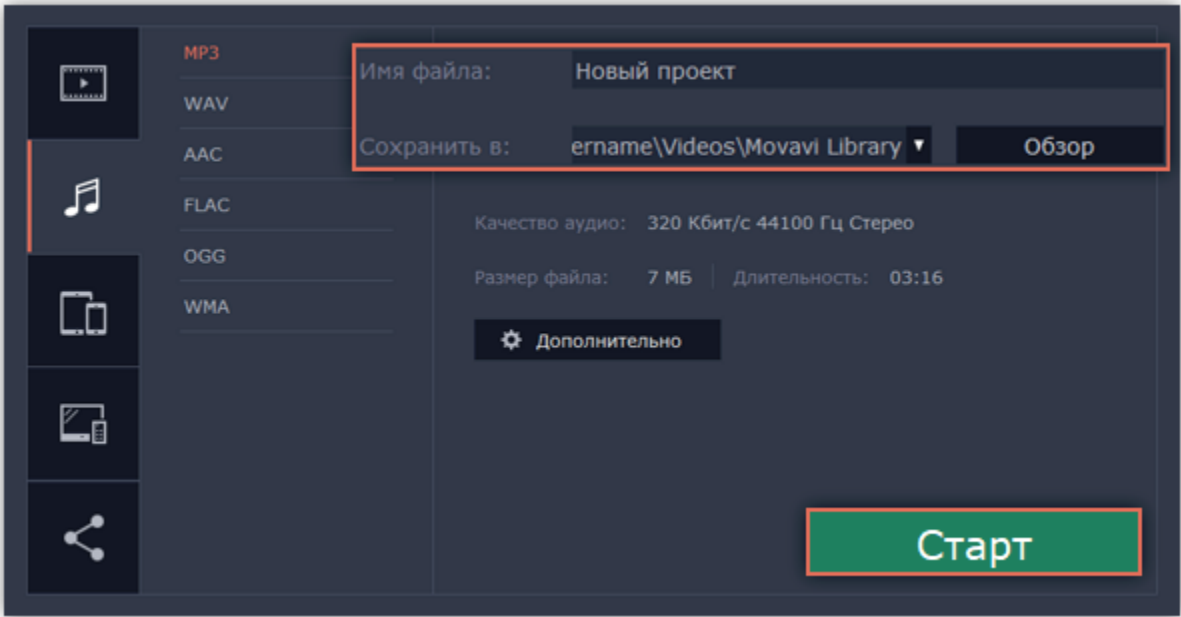 MP3
WAV
AAC
FLAC
OGG
WMA
Имя файла: Новый проект
Сохранить в: ername\Videos\Movavi Library Обзор
Качество аудио: 320 Кбит/с 44100 Гц Стерео
Размер файла: 7 МБ Длительность: 03:16
Дополнительно
Старт